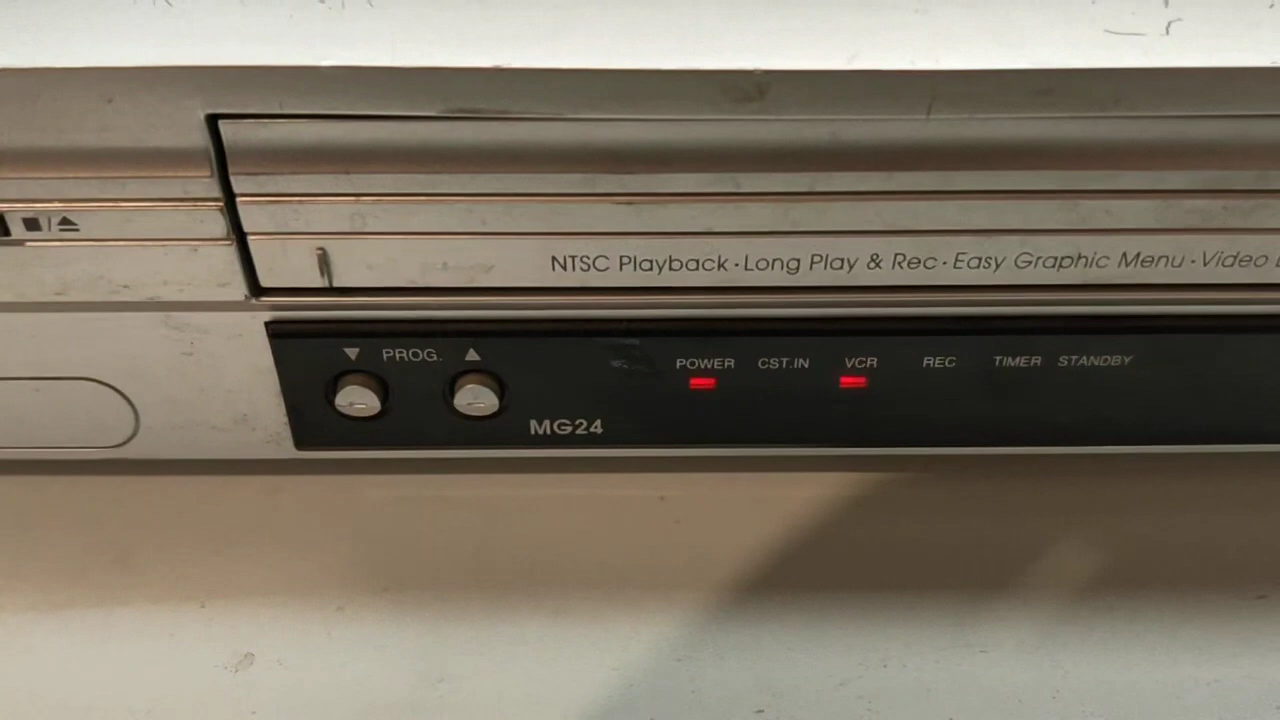 ■/▲
NTSC Playback·Long Play & Rec·Easy Graphic Menu·Video
▼ PROG. ▲
POWER CST.IN VCR REC TIMER STANDBY
MG24